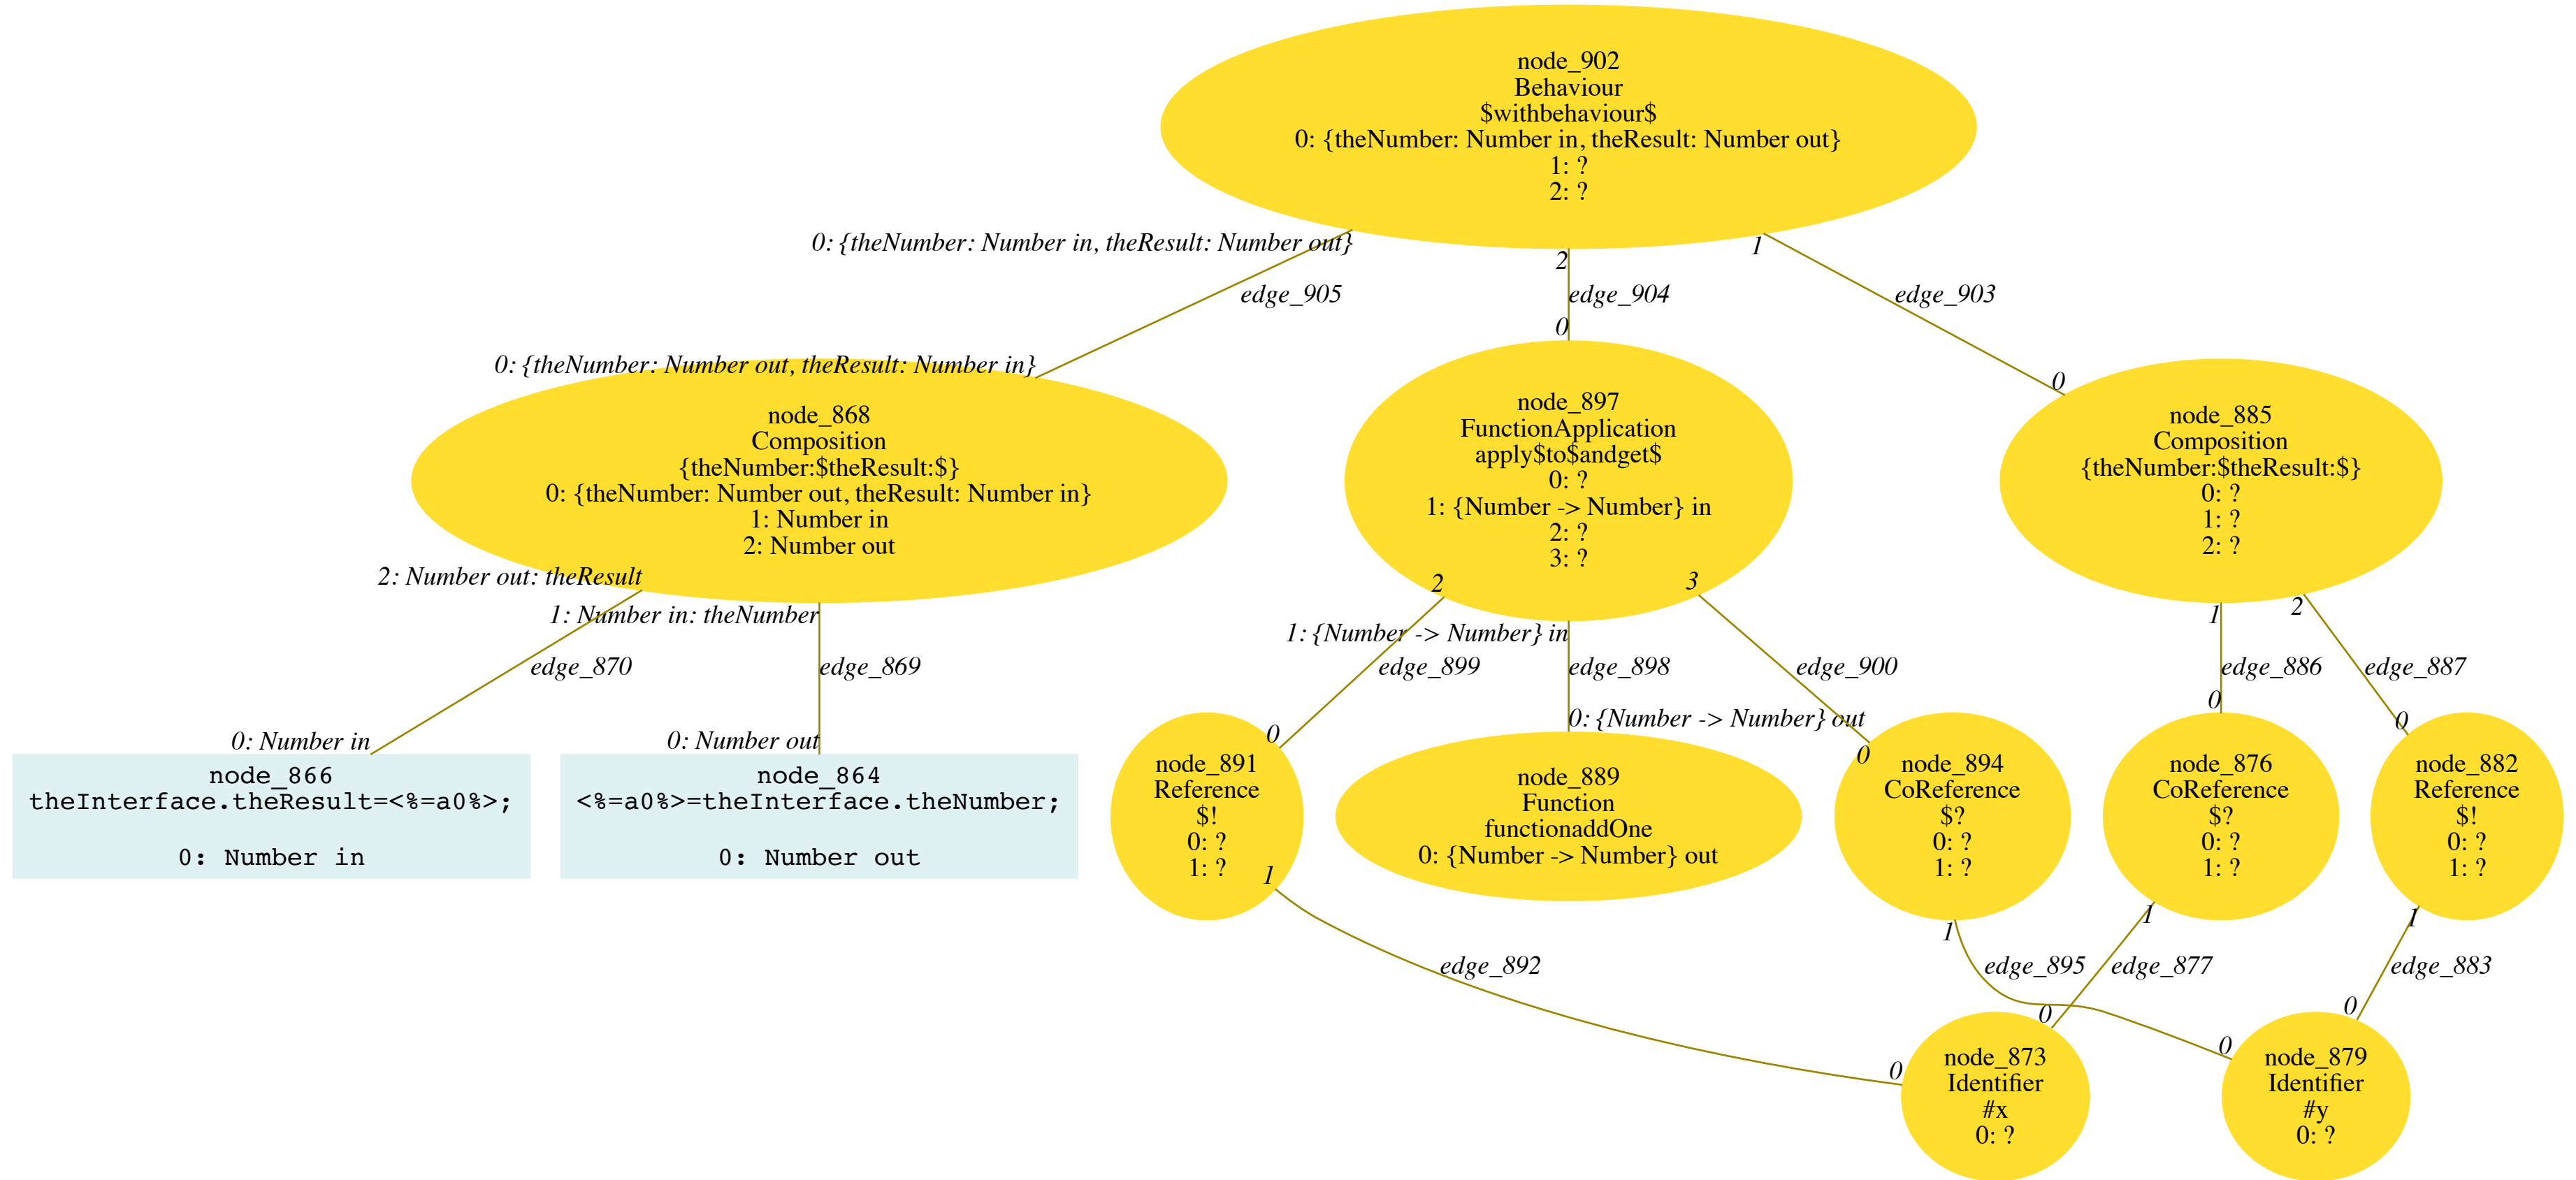 node_902
Behaviour
$withbehaviour$
0: {theNumber: Number in, theResult: Number out}
1: ?
2: ?
0: {theNumber: Number in, theResult: Number out}
2
1
edge_905
edge_904
edge_903
0: {theNumber: Number out, theResult: Number in}
0
0
node_868
Composition
{theNumber:$theResult:$}
0: {theNumber: Number out, theResult: Number in}
1: Number in
2: Number out
node_897
FunctionApplication
apply$to$andget$
0: ?
1: {Number -> Number} in
2: ?
3: ?
node_885
Composition
{theNumber:$theResult:$}
0: ?
1: ?
2: ?
2: Number out: theResult
1: Number in: theNumber
2
1: {Number -> Number} in
3
1
2
edge_870
edge_869
edge_899
edge_898
edge_900
edge_886
edge_887
0: Number in
0: Number out
0
0: {Number -> Number} out
0
0
0
node_866
theInterface.theResult=<%=a0%>;
0: Number in
node_864
<%=a0%>=theInterface.theNumber;
0: Number out
node_891
Reference
$!
0: ?
1: ?
node_889
Function
functionaddOne
0: {Number -> Number} out
node_894
CoReference
$?
0: ?
1: ?
node_876
CoReference
$?
0: ?
1: ?
node_882
Reference
$!
0: ?
1: ?
1
1
1
1
edge_892
edge_895
edge_877
edge_883
0
0
0
0
node_873
Identifier
#x
0: ?
node_879
Identifier
#y
0: ?